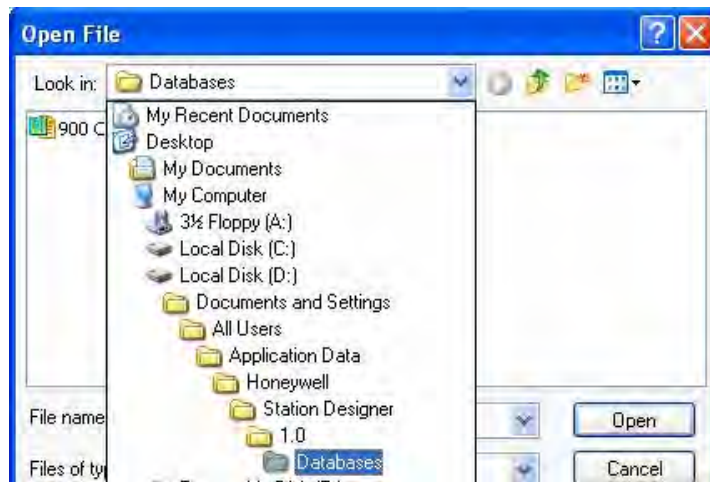 Open File
Look in: Databases
900 C
My Recent Documents
Desktop
My Documents
My Computer
3½ Floppy (A:)
Local Disk (C:)
Local Disk (D:)
Documents and Settings
All Users
Application Data
Honeywell
Station Designer
1.0
Databases
File name
Open
Files of ty
Cancel